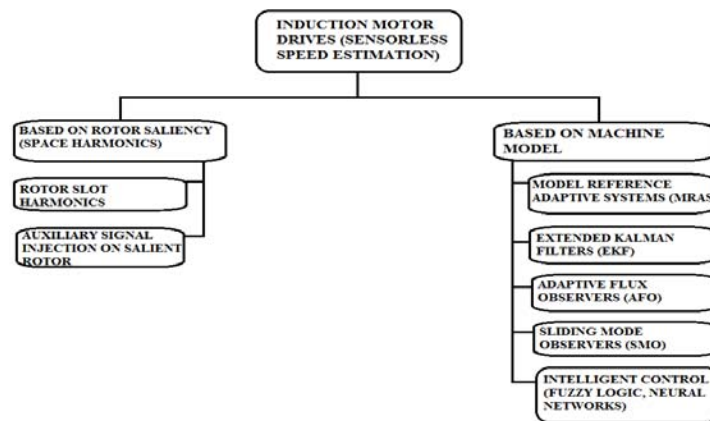 INDUCTION MOTOR
DRIVES (SENSORLESS
SPEED ESTIMATION)
BASED ON ROTOR SALIENCY
(SPACE HARMONICS)
ROTOR SLOT
HARMONICS
AUXILIARY SIGNAL
INJECTION ON SALIENT
ROTOR
BASED ON MACHINE
MODEL
MODEL REFERENCE
ADAPTIVE SYSTEMS (MRAS
EXTENDED KALMAN
FILTERS (EKF)
ADAPTIVE FLUX
OBSERVERS (AFO)
SLIDING MODE
OBSERVERS (SMO)
INTELLIGENT CONTROL
(FUZZY LOGIC, NEURAL
NETWORKS)